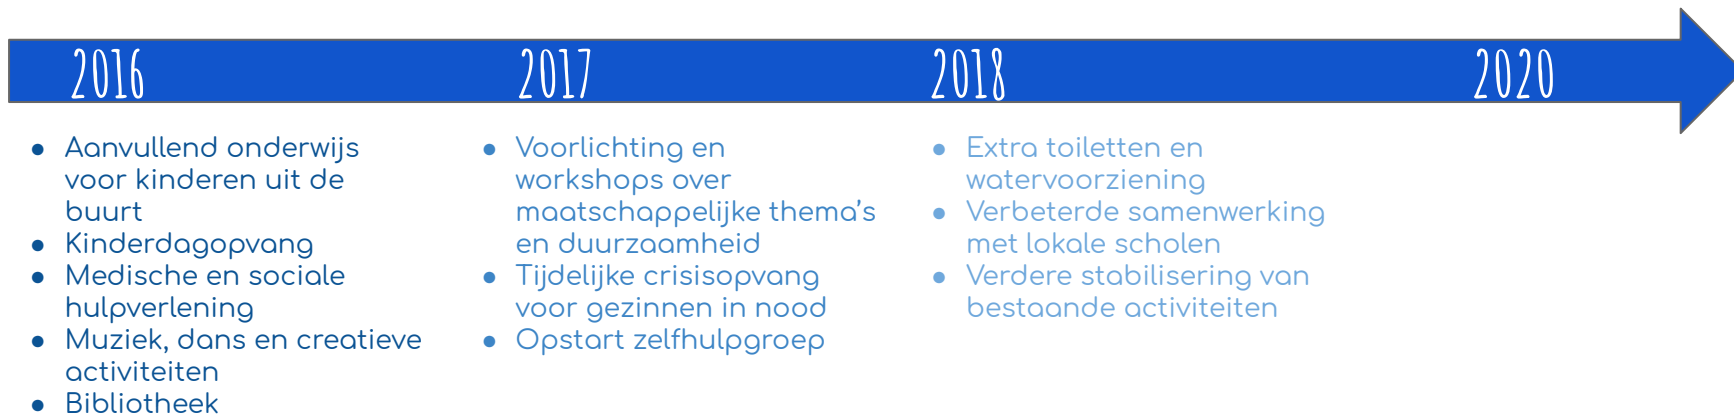 2016
2017
2018
2020
● Aanvullend onderwijs
voor kinderen uit de
buurt
● Kinderdagopvang
● Medische en sociale
hulpverlening
● Muziek, dans en creatieve
activiteiten
● Bibliotheek
● Voorlichting en
workshops over
maatschappelijke thema's
en duurzaamheid
● Tijdelijke crisisopvang
voor gezinnen in nood
● Opstart zelfhulpgroep
● Extra toiletten en
watervoorziening
● Verbeterde samenwerking
met lokale scholen
● Verdere stabilisering van
bestaande activiteiten